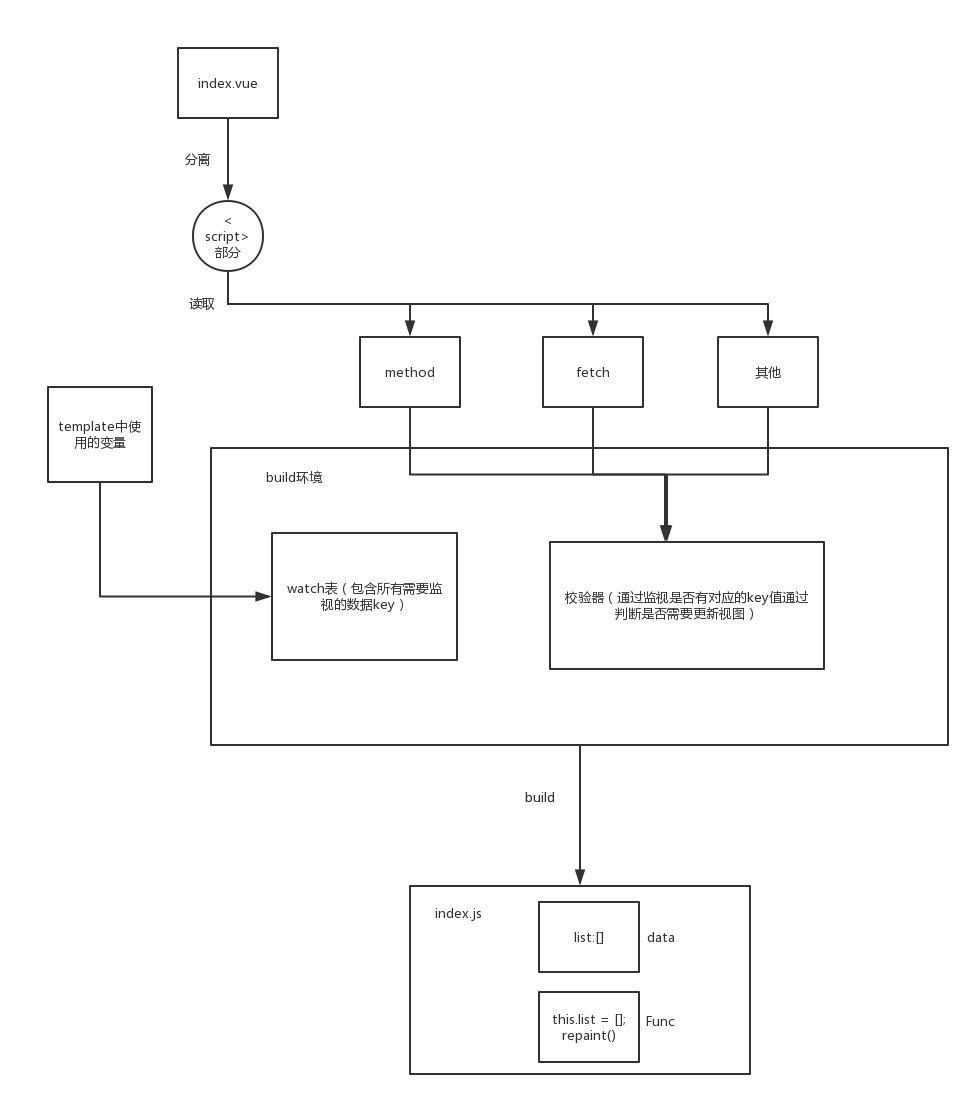 index.vue
分离
<
script>
部分
读取
method
fetch
其他
template中使
用的变量
build环境
watch表（包含所有需要监
视的数据key）
校验器（通过监视是否有对应的key值通过
判断是否需要更新视图）
build
index.js
list:[]
data
this.list = [];
repaint()
Func